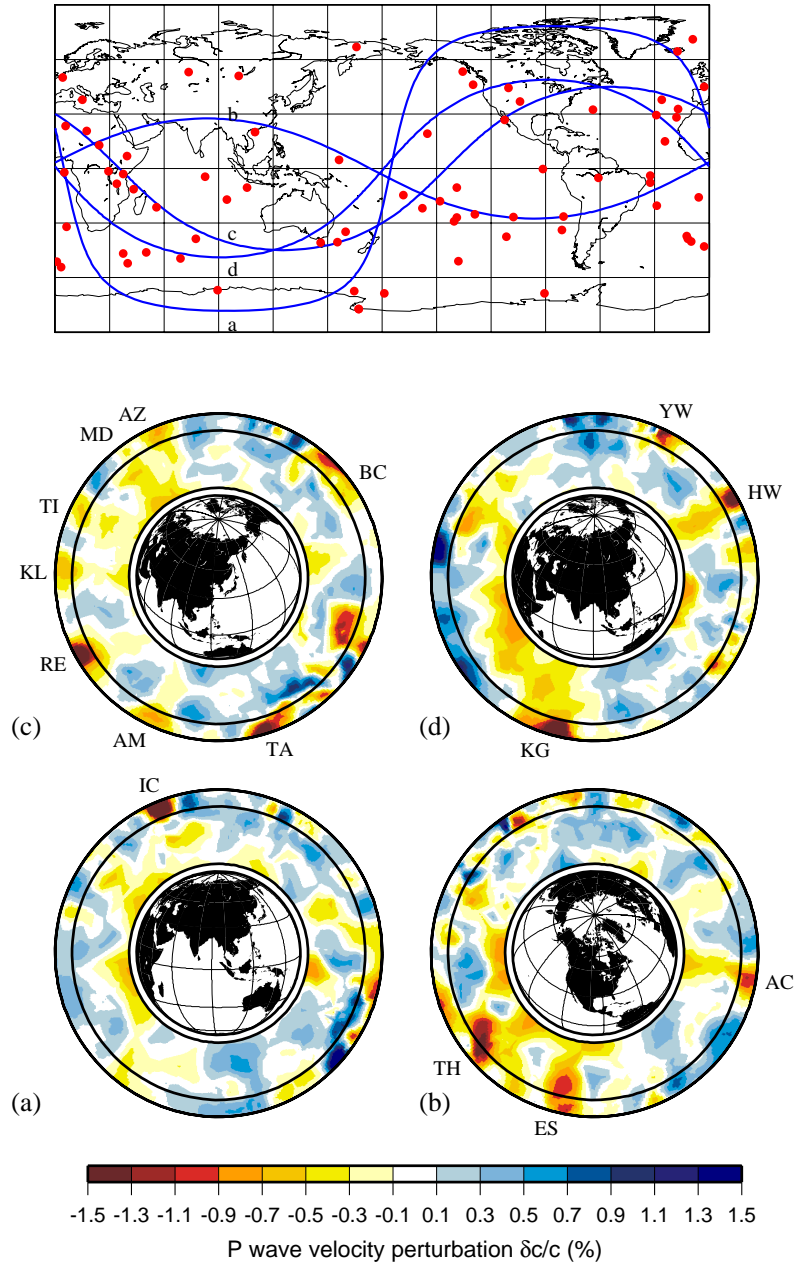 b
c
d
a
AZ
MD
TI
KL
RE
AM
TA
BC
(c)
YW
HW
KG
(d)
IC
(a)
AC
TH
ES
(b)
-1.5 -1.3 -1.1 -0.9 -0.7 -0.5 -0.3 -0.1 0.1 0.3 0.5 0.7 0.9 1.1 1.3 1.5
P wave velocity perturbation δc/c (%)